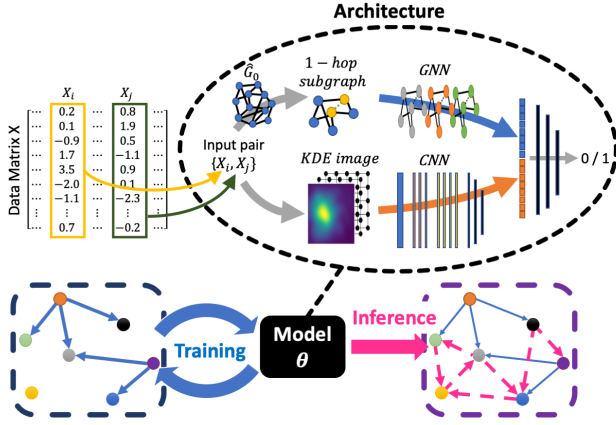 Architecture
Ĝ₀
1−hop
subgraph
GNN
X_i X_j
Data Matrix X
[⋯ 0.2 ⋯ 0.8 ⋯]
⋯ 0.1 ⋯ 1.9 ⋯
⋯ −0.9 ⋯ 0.5 ⋯
⋯ 1.7 ⋯ −1.1 ⋯
⋯ 3.5 ⋯ 0.9 ⋯
⋯ −2.0 ⋯ 0.1 ⋯
⋯ −1.1 ⋯ −2.3 ⋯
⋮ ⋮ ⋮ ⋮
⋯ 0.7 ⋯ −0.2 ⋯
Input pair
{X_i, X_j}
KDE image
CNN
0 / 1
Training
Model
θ
Inference